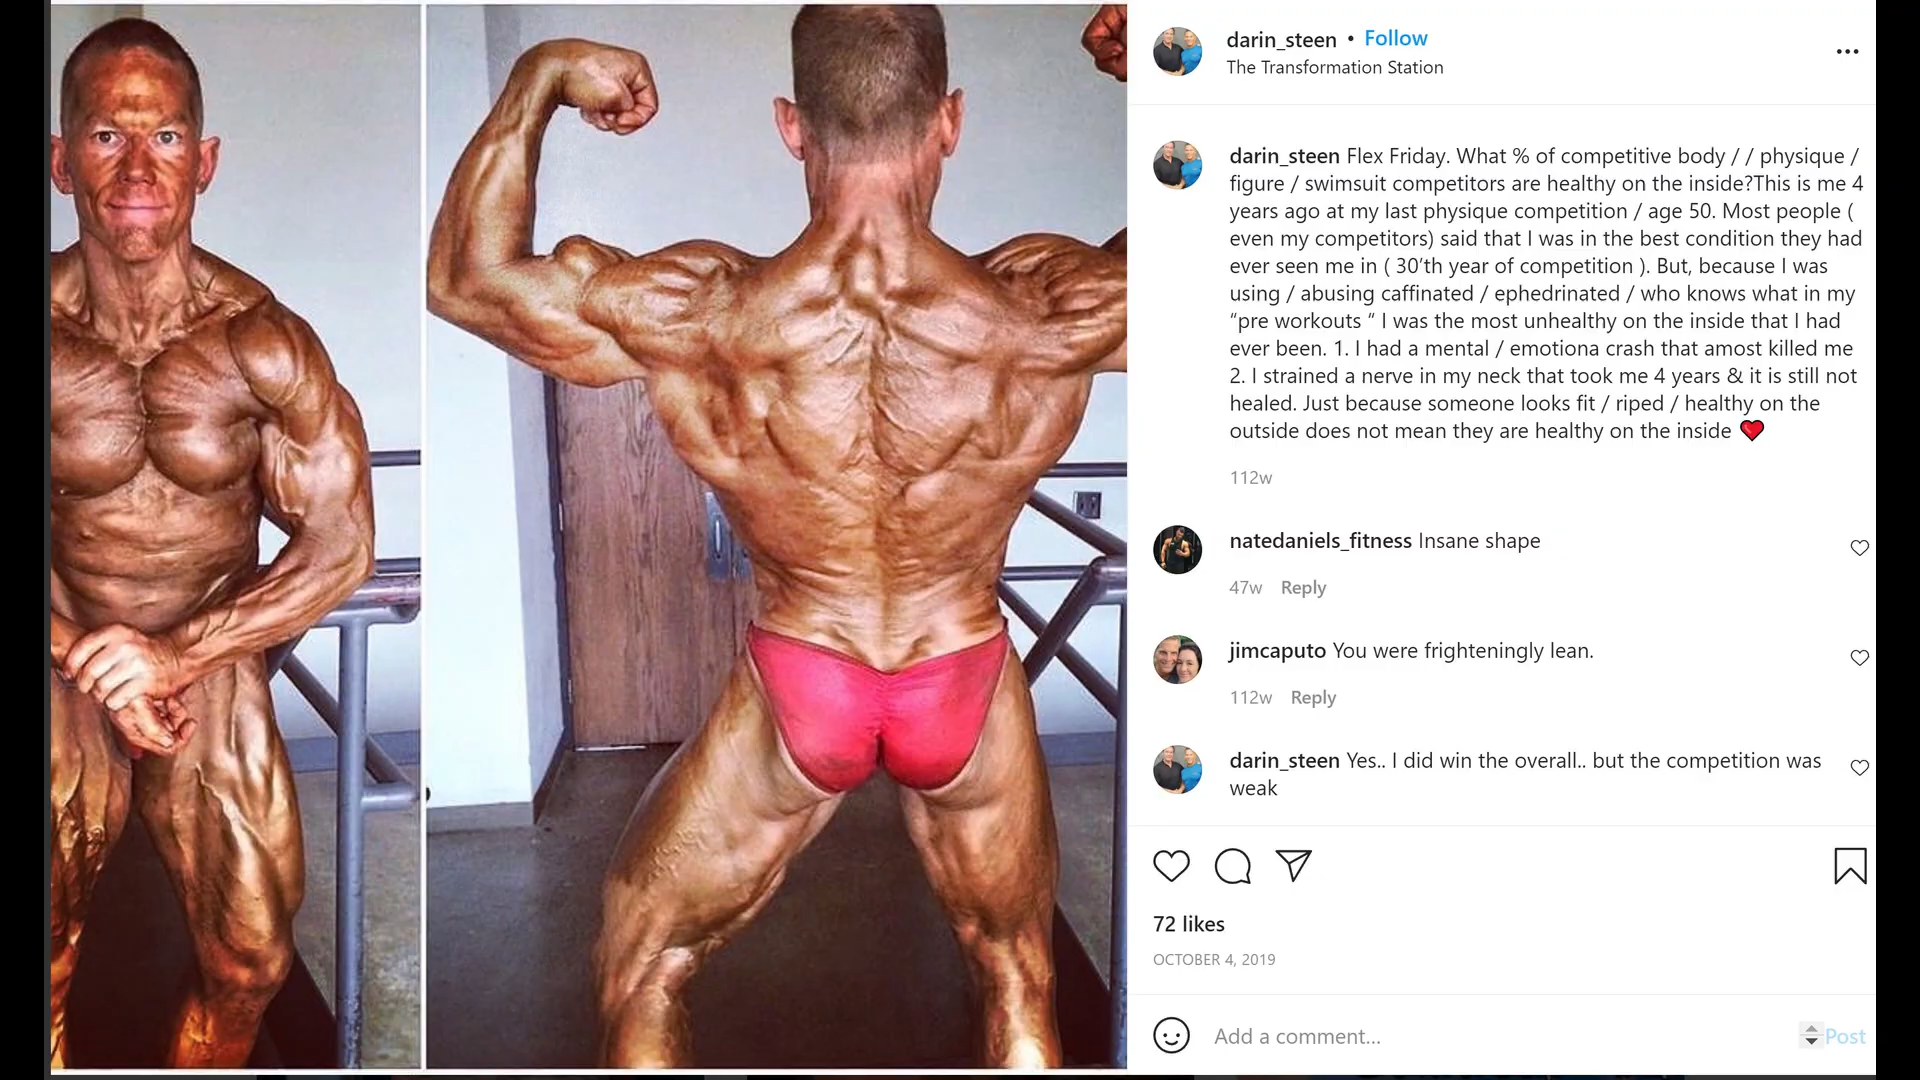 darin_steen • Follow
The Transformation Station
darin_steen Flex Friday. What % of competitive body / / physique /
figure / swimsuit competitors are healthy on the inside?This is me 4
years ago at my last physique competition / age 50. Most people (
even my competitors) said that I was in the best condition they had
ever seen me in ( 30’th year of competition ). But, because I was
using / abusing caffinated / ephedrinated / who knows what in my
“pre workouts “ I was the most unhealthy on the inside that I had
ever been. 1. I had a mental / emotiona crash that amost killed me
2. I strained a nerve in my neck that took me 4 years & it is still not
healed. Just because someone looks fit / riped / healthy on the
outside does not mean they are healthy on the inside ❤️
112w
natedaniels_fitness Insane shape
47w Reply
jimcaputo You were frighteningly lean.
112w Reply
darin_steen Yes.. I did win the overall.. but the competition was
weak
72 likes
OCTOBER 4, 2019
Add a comment... Post